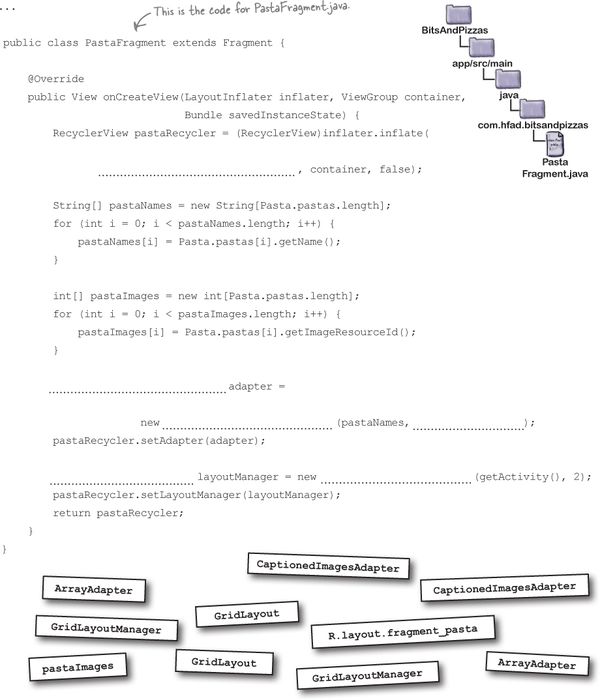 ...
This is the code for PastaFragment.java.
public class PastaFragment extends Fragment {
@Override
public View onCreateView(LayoutInflater inflater, ViewGroup container,
Bundle savedInstanceState) {
RecyclerView pastaRecycler = (RecyclerView)inflater.inflate(
, container, false);
String[] pastaNames = new String[Pasta.pastas.length];
for (int i = 0; i < pastaNames.length; i++) {
pastaNames[i] = Pasta.pastas[i].getName();
}
int[] pastaImages = new int[Pasta.pastas.length];
for (int i = 0; i < pastaImages.length; i++) {
pastaImages[i] = Pasta.pastas[i].getImageResourceId();
}
adapter =
new (pastaNames, );
pastaRecycler.setAdapter(adapter);
layoutManager = new (getActivity(), 2);
pastaRecycler.setLayoutManager(layoutManager);
return pastaRecycler;
}
}
BitsAndPizzas
app/src/main
java
com.hfad.bitsandpizzas
Pasta
Fragment.java
CaptionedImagesAdapter
ArrayAdapter
CaptionedImagesAdapter
GridLayout
GridLayoutManager
R.layout.fragment_pasta
pastaImages
GridLayout
GridLayoutManager
ArrayAdapter